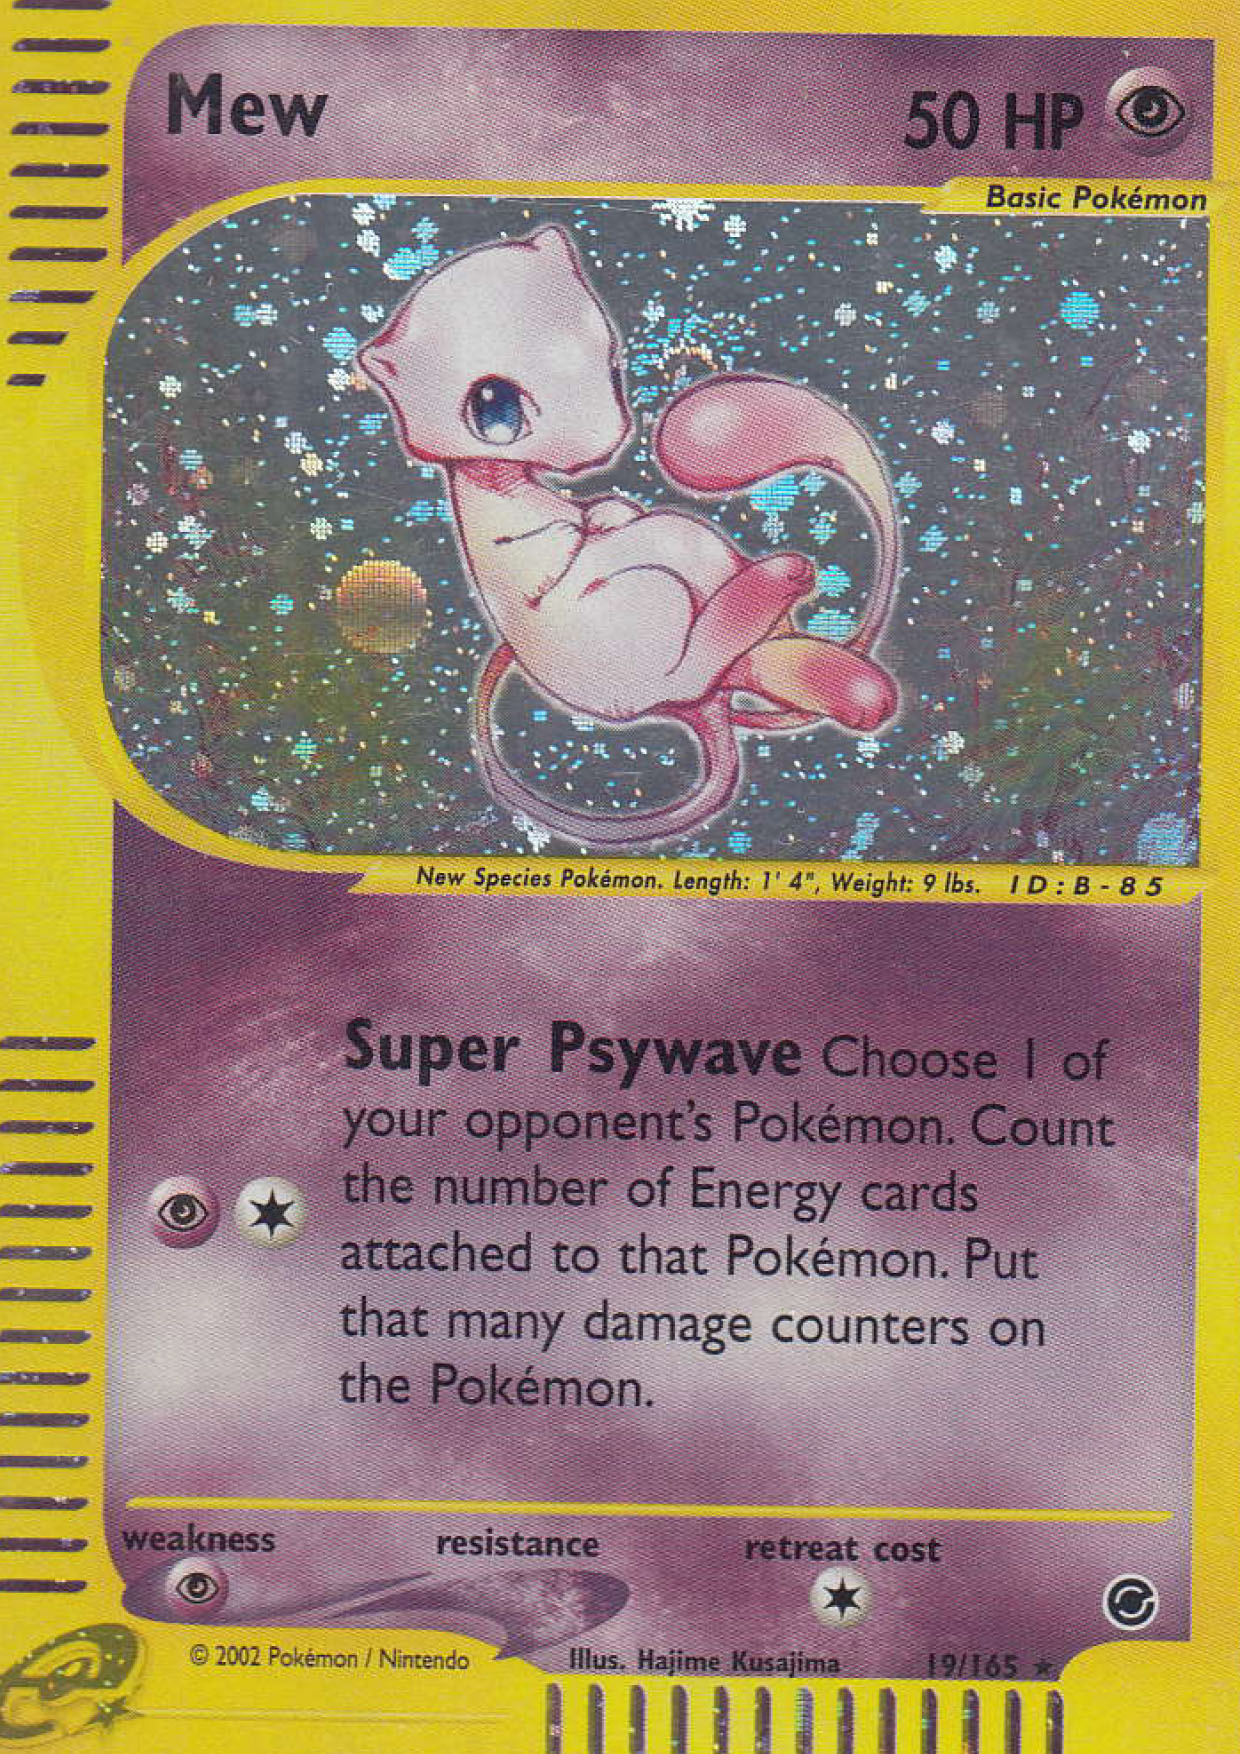 Mew
50 HP
Basic Pokémon
New Species Pokémon. Length: 1' 4", Weight: 9 lbs. ID:B-85
Super Psywave Choose 1 of
your opponent's Pokémon. Count
the number of Energy cards
attached to that Pokémon. Put
that many damage counters on
the Pokémon.
weakness resistance retreat cost
© 2002 Pokémon / Nintendo Illus. Hajime Kusajima 19/165 ★
e